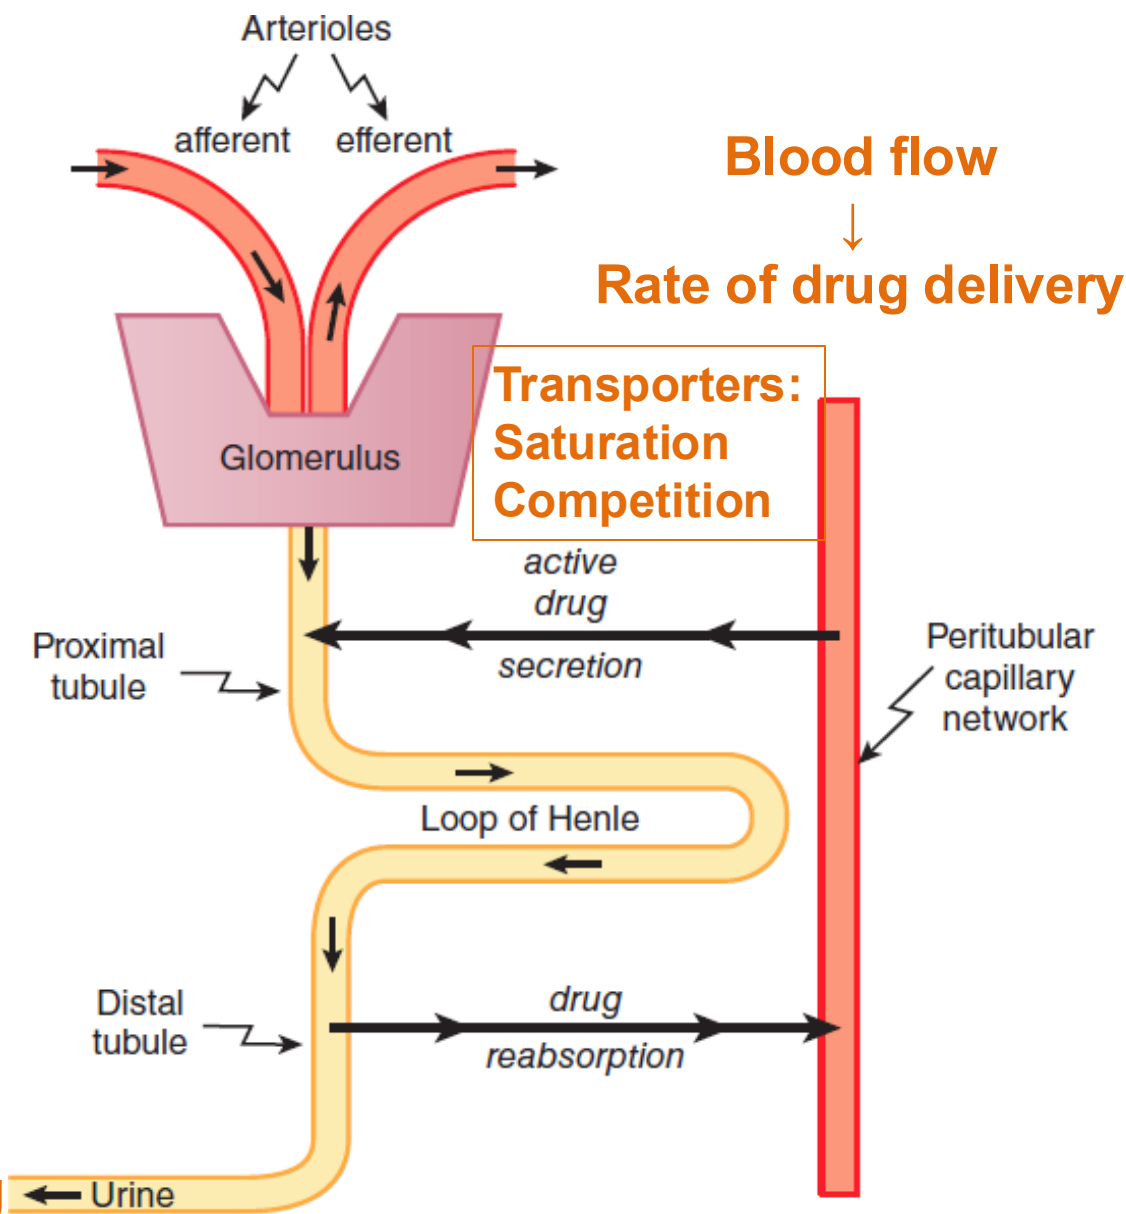 Arterioles
afferent
efferent
Blood flow
↓
Rate of drug delivery
Transporters:
Saturation
Competition
Glomerulus
active
drug
secretion
Proximal
tubule
Peritubular
capillary
network
Loop of Henle
Distal
tubule
drug
reabsorption
Urine